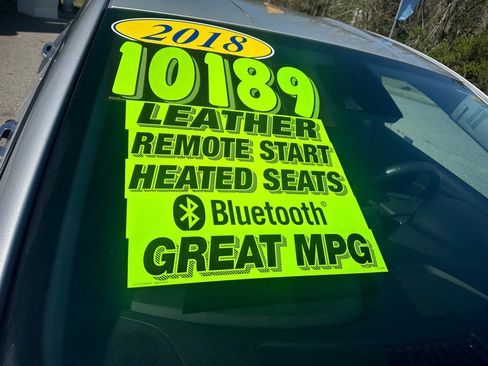 2018
10189
LEATHER
REMOTE START
HEATED SEATS
Bluetooth®
GREAT MPG